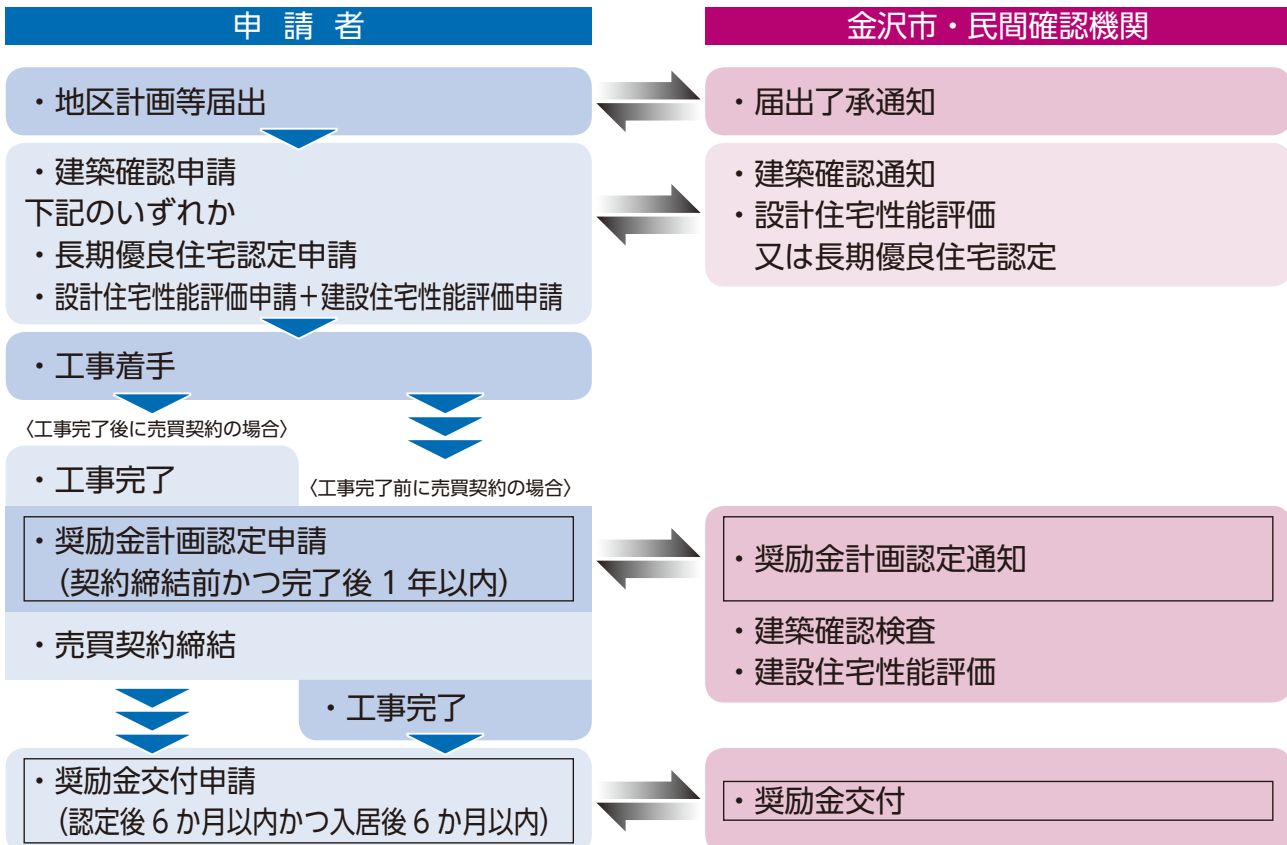 申請者
金沢市・民間確認機関
・地区計画等届出
・届出了承通知
・建築確認申請
下記のいずれか
・長期優良住宅認定申請
・設計住宅性能評価申請＋建設住宅性能評価申請
・建築確認通知
・設計住宅性能評価
又は長期優良住宅認定
・工事着手
〈工事完了後に売買契約の場合〉
・工事完了
〈工事完了前に売買契約の場合〉
・奨励金計画認定申請
（契約締結前かつ完了後 1 年以内）
・奨励金計画認定通知
・売買契約締結
・建築確認検査
・建設住宅性能評価
・工事完了
・奨励金交付申請
（認定後 6 か月以内かつ入居後 6 か月以内）
・奨励金交付